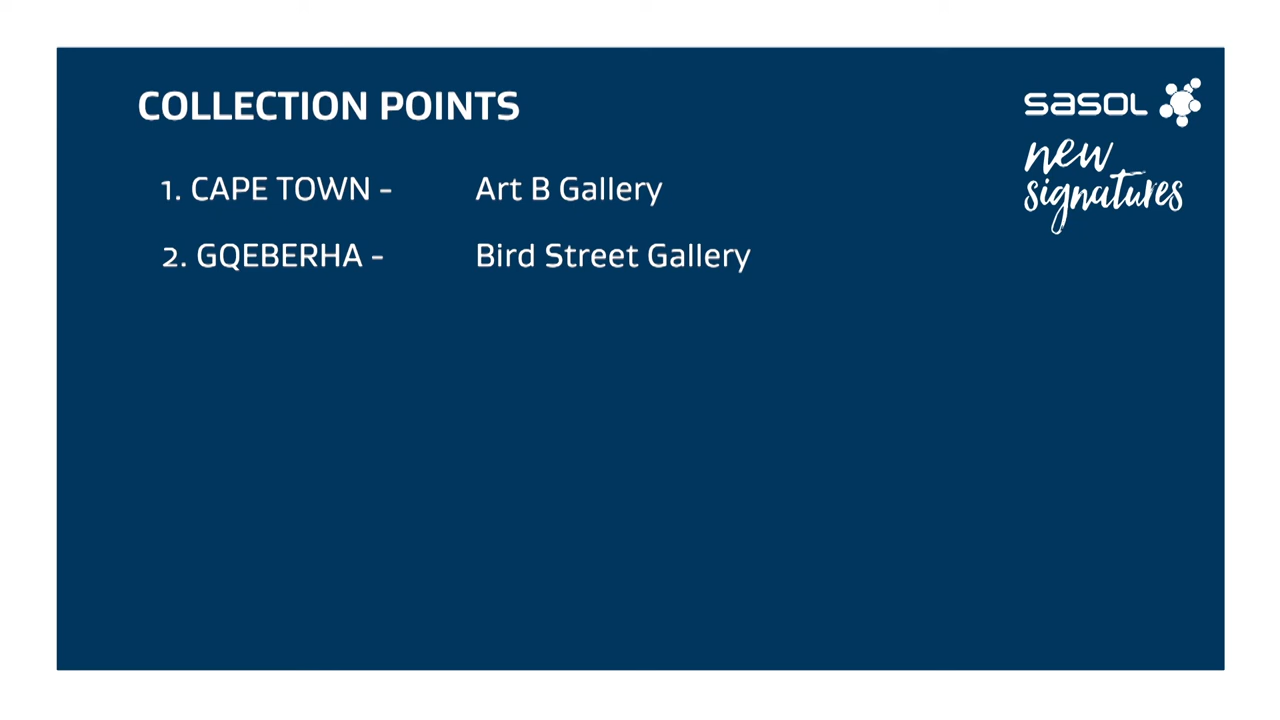 COLLECTION POINTS
sasol
new
signatures
1. CAPE TOWN - Art B Gallery
2. GQEBERHA - Bird Street Gallery